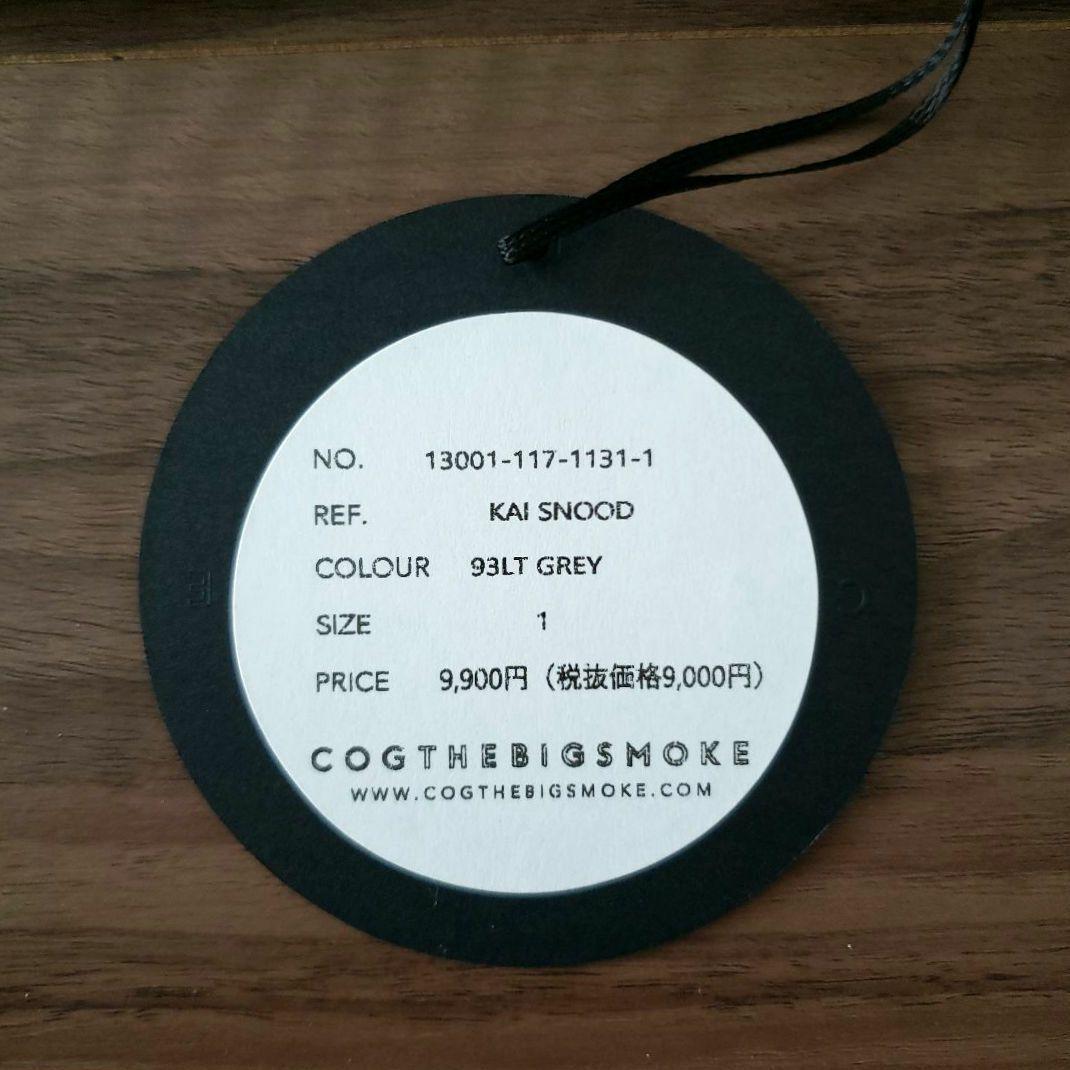 NO. 13001-117-1131-1
REF. KAI SNOOD
COLOUR 93LT GREY
SIZE 1
PRICE 9,900円（税抜価格9,000円）
COGTHEBIGSMOKE
WWW.COGTHEBIGSMOKE.COM